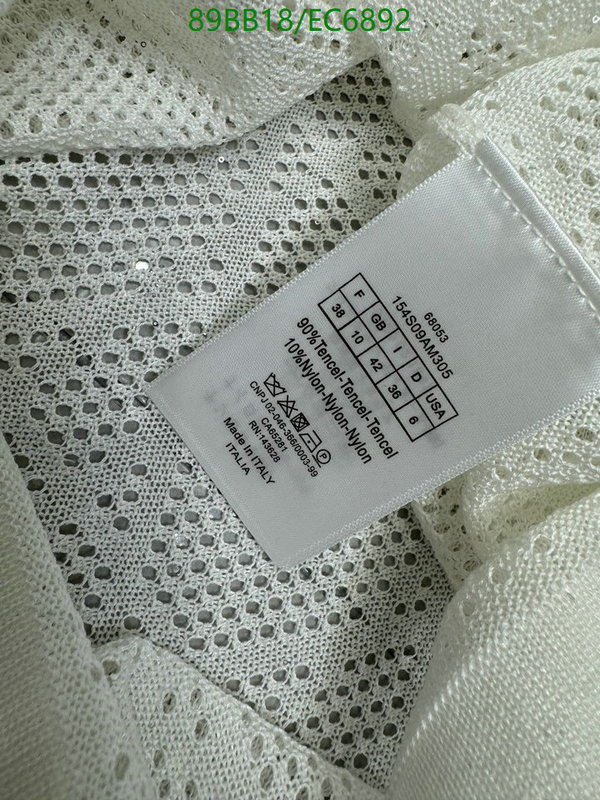 89BB18/EC6892
68053
154S09AM305
F GB I D USA
38 10 42 36 6
90%Tencel-Tencel-Tencel
10%Nylon-Nylon-Nylon
CNPJ 02-046-366/0003-99
CA65281
RN:143628
Made in ITALY
ITALIA